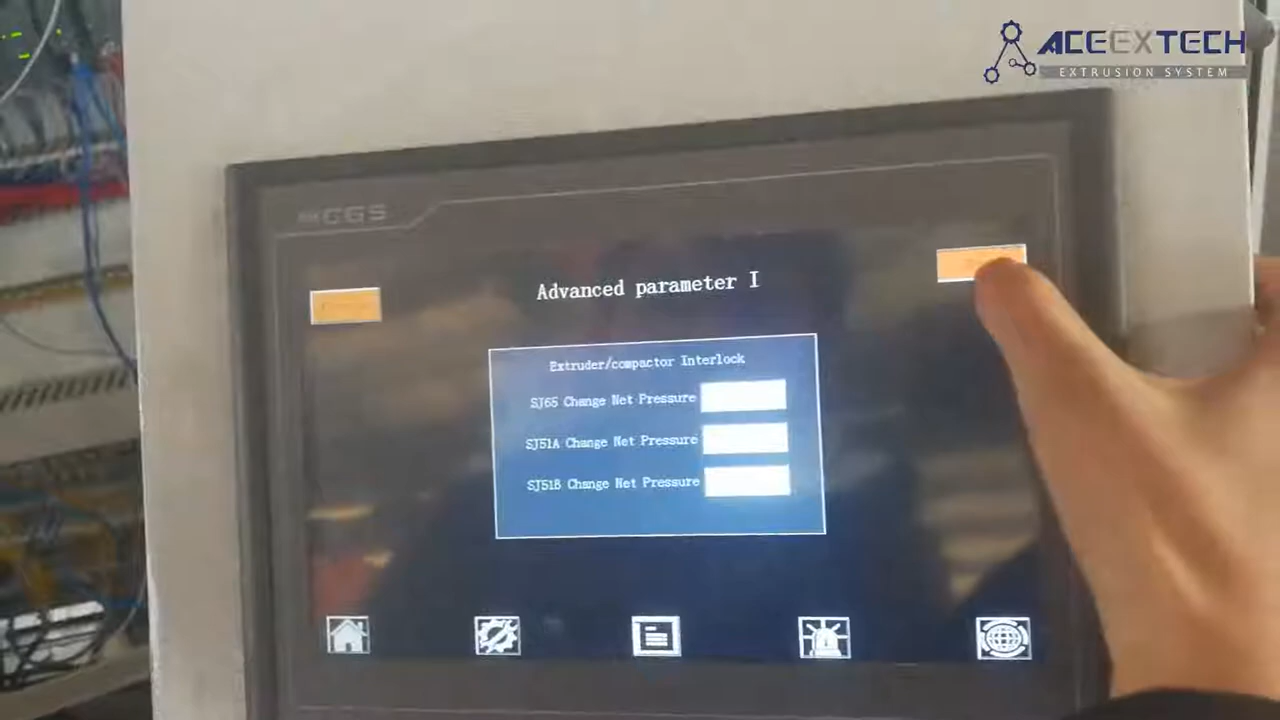 ACEEXTECH
EXTRUSION SYSTEM
CGS
Advanced parameter I
Extruder/compactor Interlock
SJ65 Change Net Pressure
SJ51A Change Net Pressure
SJ51B Change Net Pressure